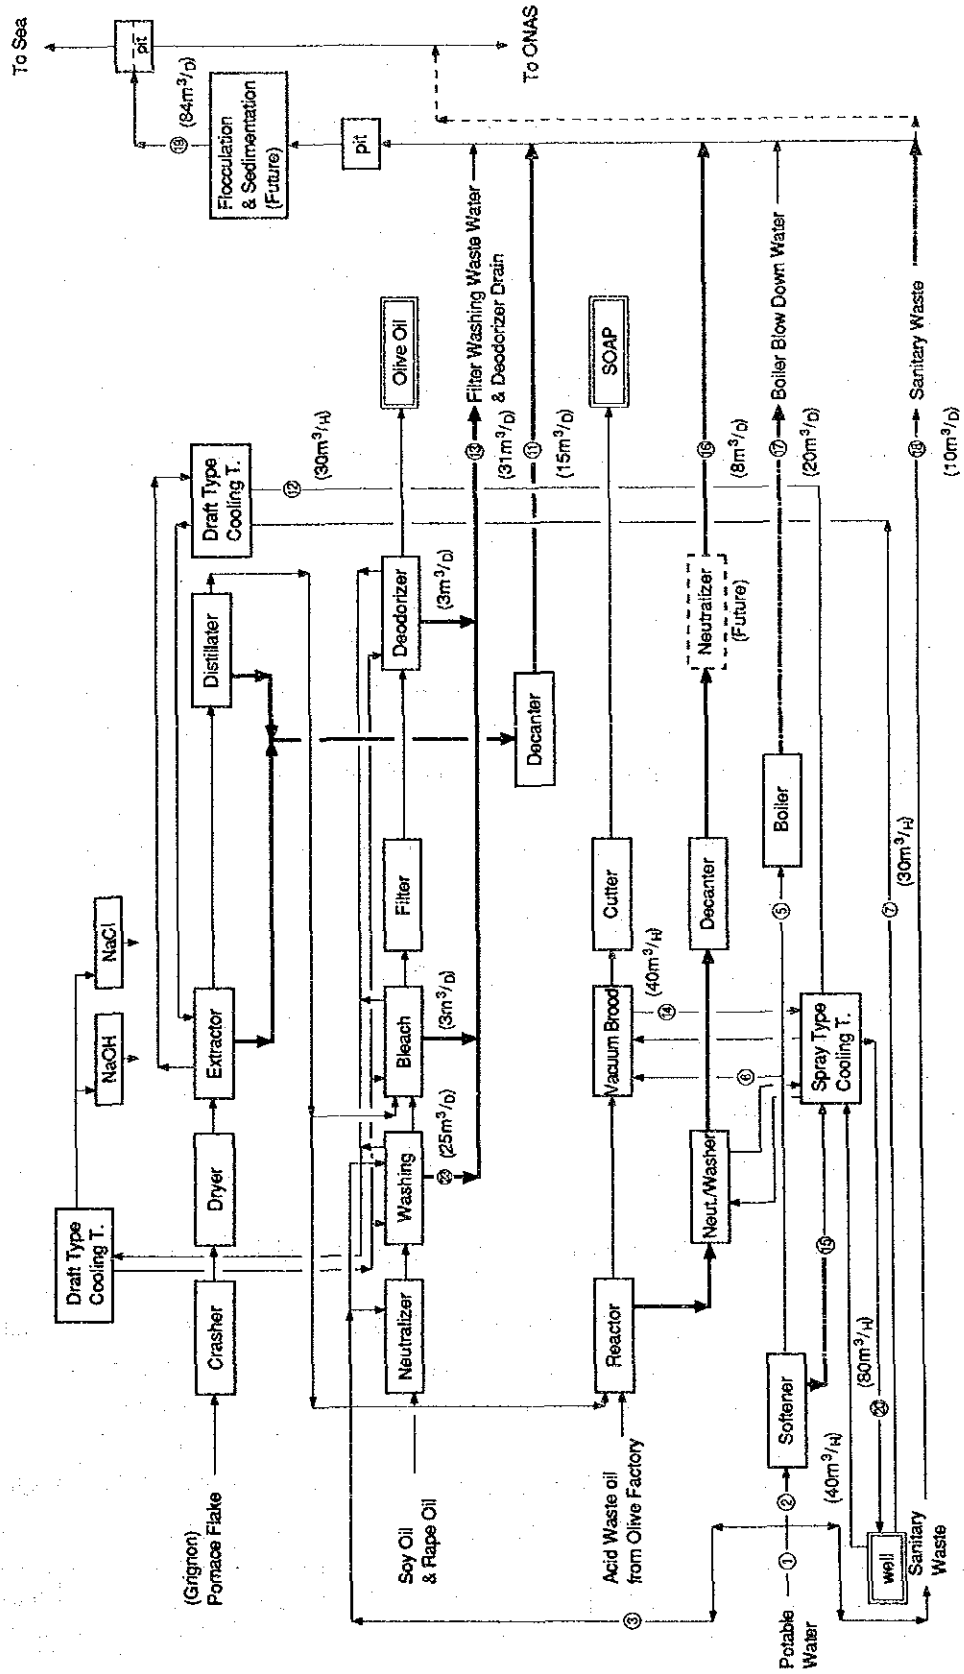 To Sea
pit
To ONAS
⑲ (84m³/D)
Flocculation
& Sedimentation
(Future)
pit
NaOH
NaCl
Draft Type
Cooling T.
Draft Type
Cooling T.
⑫ (30m³/H)
(Grignon)
Pomace Flake
Crasher
Dryer
Extractor
Distillater
Soy Oil
& Rape Oil
Neutralizer
Washing
Bleach
Filter
Deodorizer
Olive Oil
㉓ (25m³/D)
(3m³/D)
(3m³/D)
⑬
(31m³/D)
Filter Washing Waste Water
& Deodorizer Drain
Decanter
⑪
(15m³/D)
Acid Waste oil
from Olive Factory
Reactor
Vacuum Brood
Cutter
SOAP
(40m³/H)
⑭
⑥
Neut./Washer
Decanter
Neutralizer
(Future)
⑯
(8m³/D)
Potable
Water
①
②
③
Softener
⑤
Boiler
⑰
(20m³/D)
Boiler Blow Down Water
⑮
Spray Type
Cooling T.
(40m³/H)
(80m³/H)
⑳
⑦
(30m³/H)
well
Sanitary
Waste
⑱
(10m³/D)
Sanitary Waste